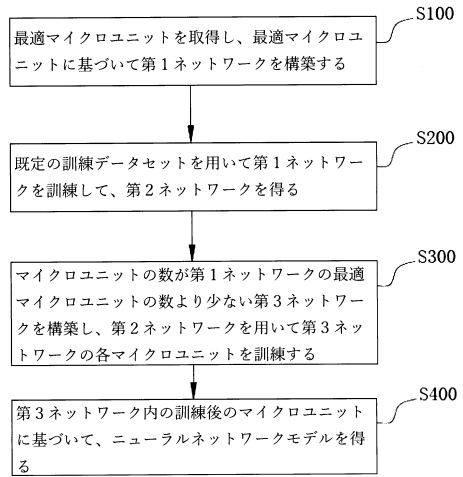 S100
最適マイクロユニットを取得し、最適マイクロユ
ニットに基づいて第1ネットワークを構築する
S200
既定の訓練データセットを用いて第1ネットワー
クを訓練して、第2ネットワークを得る
S300
マイクロユニットの数が第1ネットワークの最適
マイクロユニットの数より少ない第3ネットワー
クを構築し、第2ネットワークを用いて第3ネッ
トワークの各マイクロユニットを訓練する
S400
第3ネットワーク内の訓練後のマイクロユニット
に基づいて、ニューラルネットワークモデルを得
る